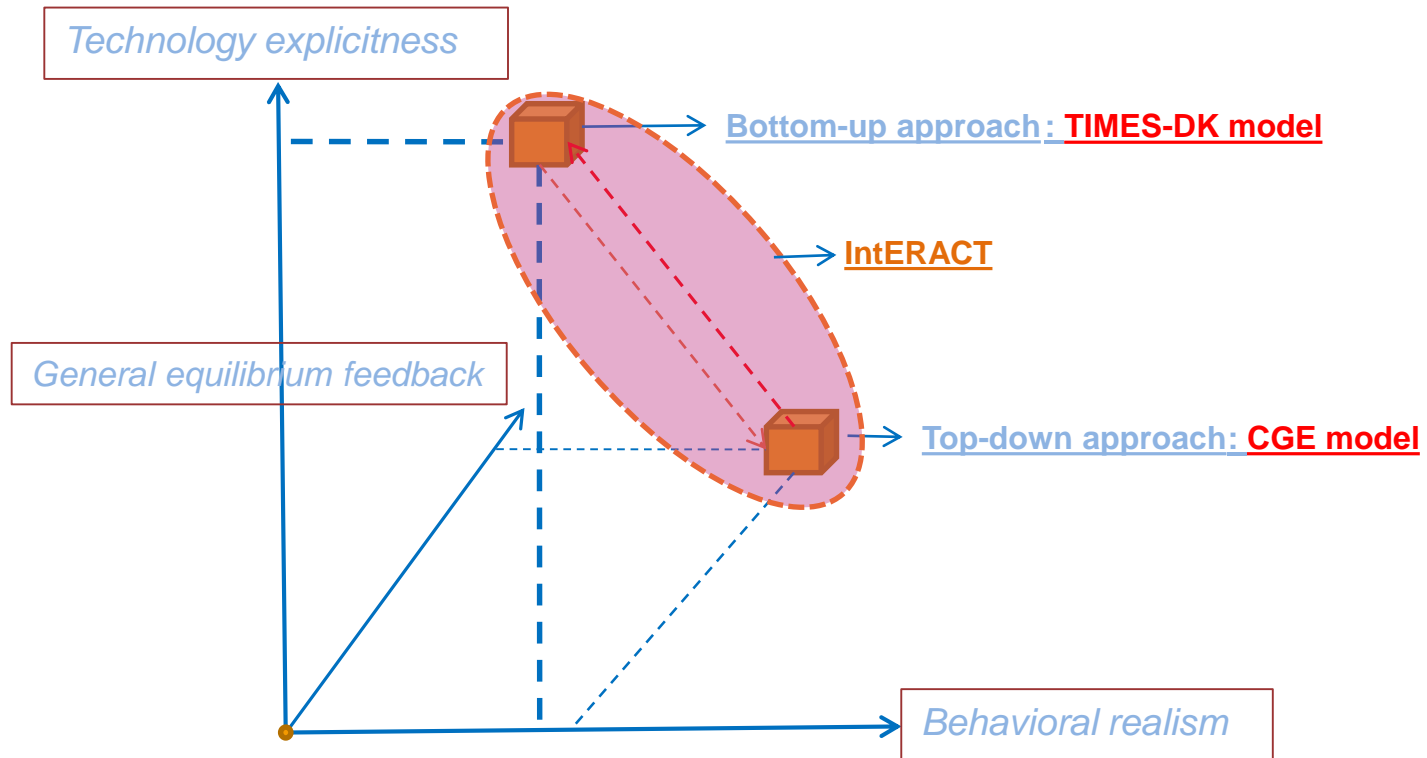 Technology explicitness
Bottom-up approach: TIMES-DK model
IntERACT
General equilibrium feedback
Top-down approach: CGE model
Behavioral realism